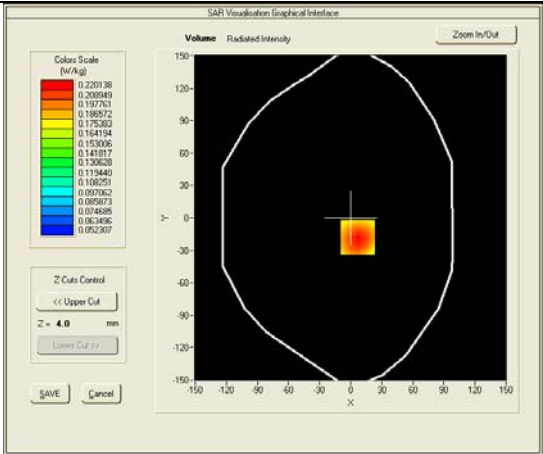 SAR Visualisation Graphical Interface
Volume Radiated Intensity
Zoom In/Out
Colors Scale
(W/kg)
0.220138
0.208949
0.197761
0.186572
0.175383
0.164194
0.153006
0.141817
0.130628
0.119440
0.108251
0.097062
0.085873
0.074685
0.063496
0.052307
Z Cuts Control
<< Upper Cut
Z = 4.0 mm
Lower Cut >>
SAVE Cancel
150-
120-
90-
60-
30-
0-
-30-
-60-
-90-
-120-
-150-
Y
-150 -120 -90 -60 -30 0 30 60 90 120 150
X